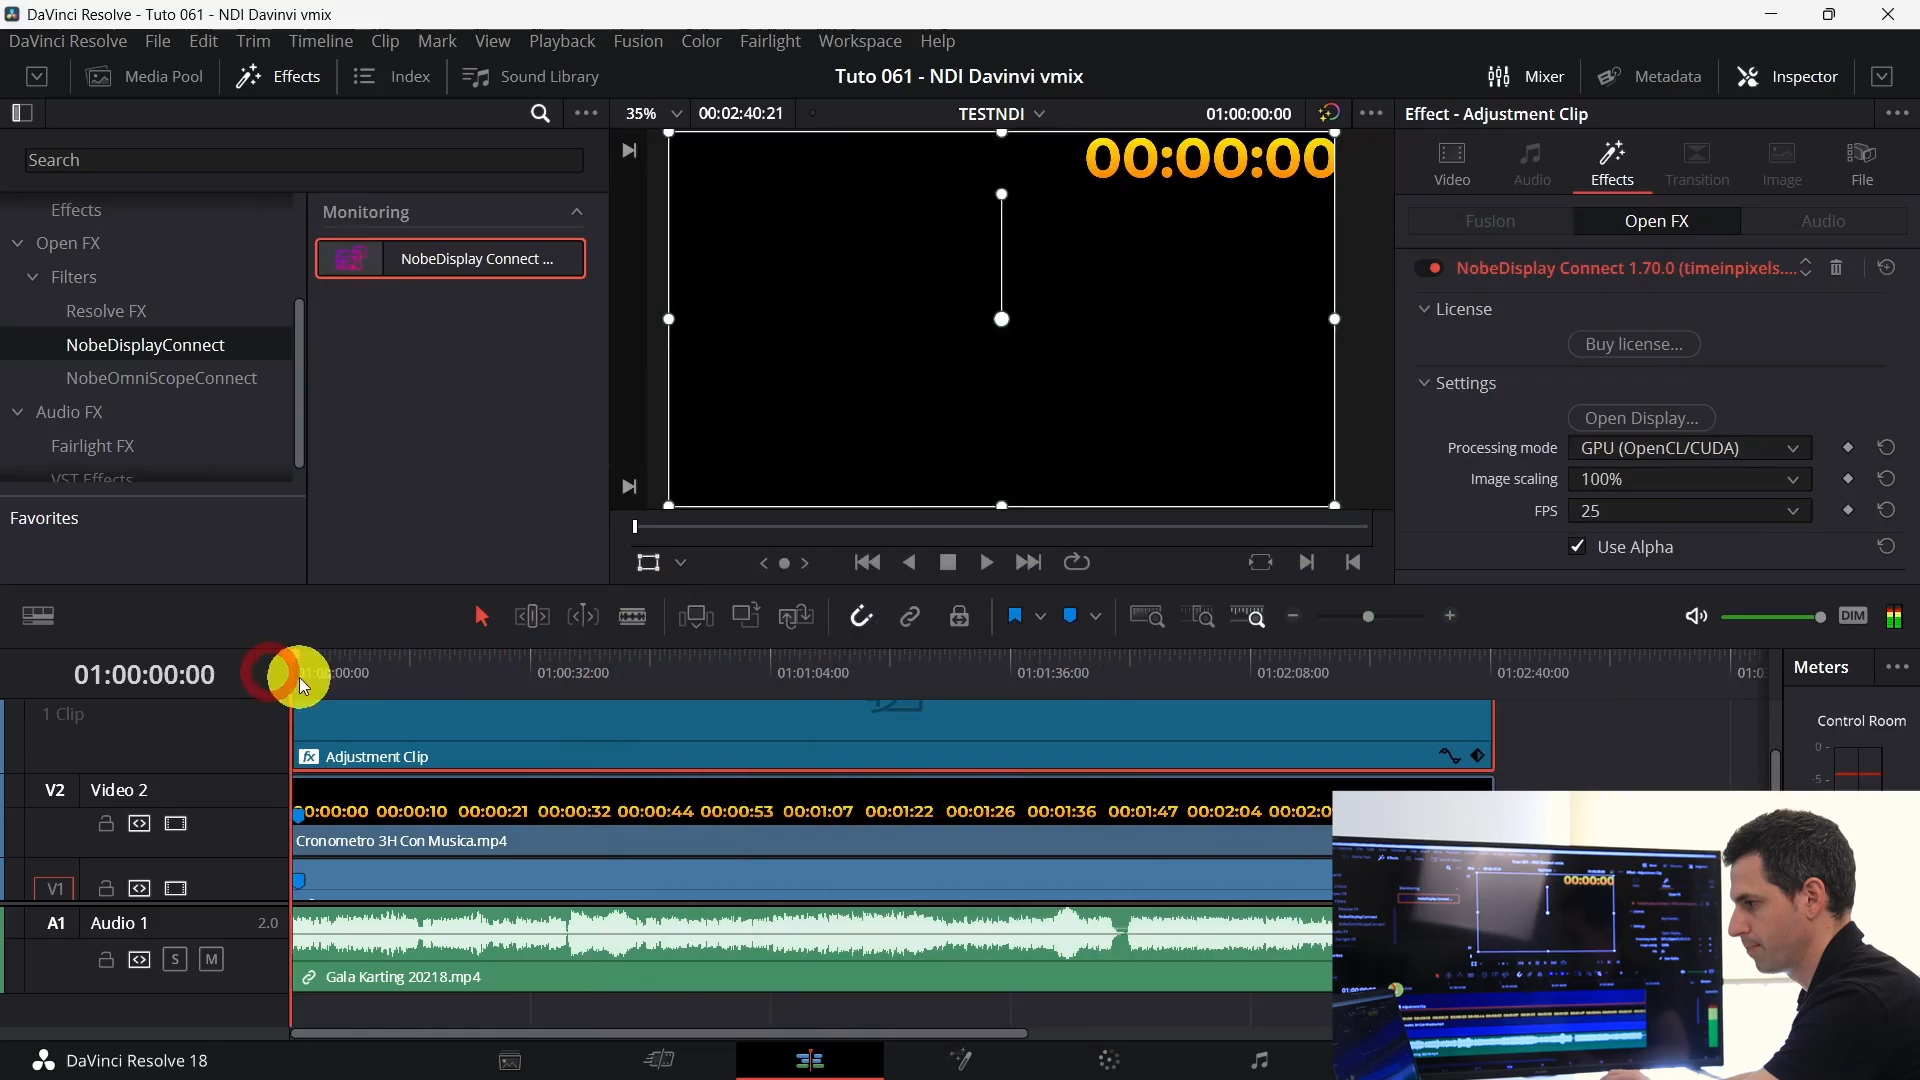 DaVinci Resolve - Tuto 061 - NDI Davinvi vmix
DaVinci Resolve File Edit Trim Timeline Clip Mark View Playback Fusion Color Fairlight Workspace Help
Media Pool Effects Index Sound Library Tuto 061 - NDI Davinvi vmix Mixer Metadata Inspector
35% 00:02:40:21 TESTNDI 01:00:00:00 Effect - Adjustment Clip
Search
Effects
Open FX
Filters
Resolve FX
NobeDisplayConnect
NobeOmniScopeConnect
Audio FX
Fairlight FX
VST Effects
Favorites
Monitoring
NobeDisplay Connect ...
00:00:00
Video Audio Effects Transition Image File
Fusion Open FX Audio
NobeDisplay Connect 1.70.0 (timeinpixels....
License
Buy license...
Settings
Open Display...
Processing mode GPU (OpenCL/CUDA)
Image scaling 100%
FPS 25
Use Alpha
DIM
01:00:00:00
01:00:32:00 01:01:04:00 01:01:36:00 01:02:08:00 01:02:40:00
Meters
1 Clip
Adjustment Clip
Control Room
0
-5
V2 Video 2
00:00:10 00:00:21 00:00:32 00:00:44 00:00:53 00:01:07 00:01:22 00:01:26 00:01:36 00:01:47 00:02:04
Cronometro 3H Con Musica.mp4
V1
A1 Audio 1 2.0
S M
Gala Karting 20218.mp4
DaVinci Resolve 18